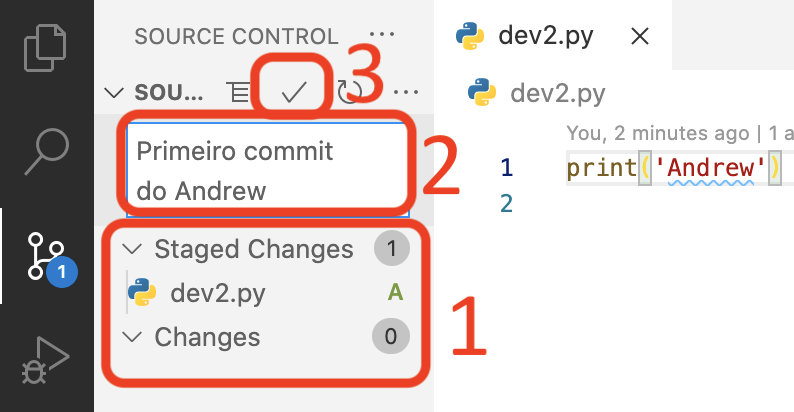 SOURCE CONTROL ...
SOU... ...
3
Primeiro commit
do Andrew
2
Staged Changes 1
dev2.py A
Changes 0
1
1
dev2.py
dev2.py
You, 2 minutes ago | 1 a
1 print('Andrew')
2